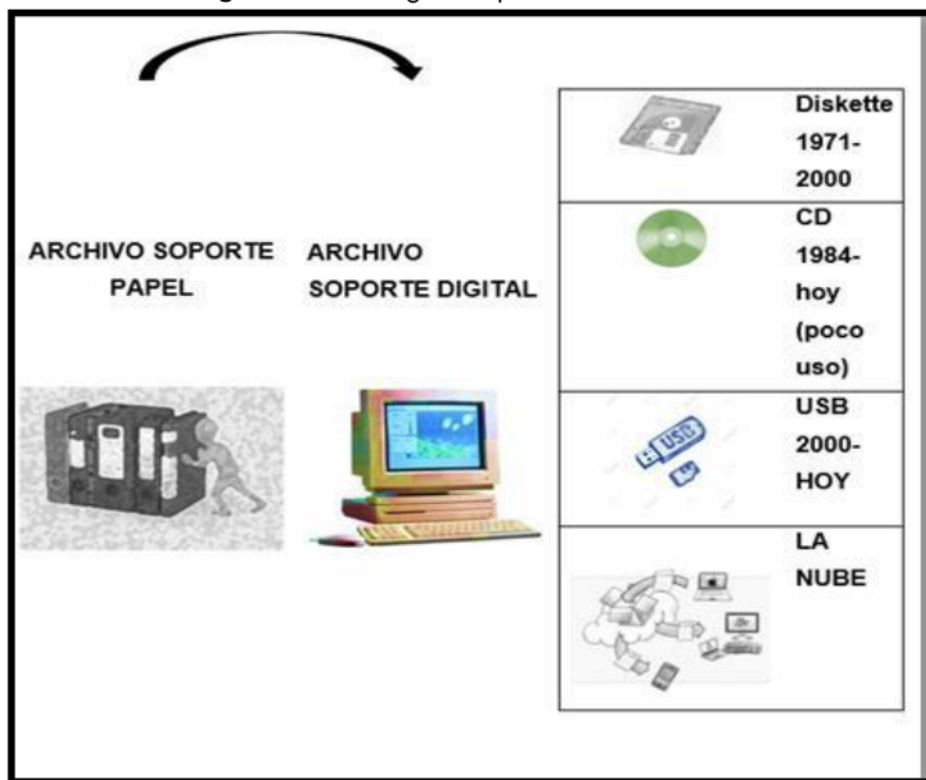 ARCHIVO SOPORTE
PAPEL
ARCHIVO
SOPORTE DIGITAL
Diskette
1971-
2000
CD
1984-
hoy
(poco
uso)
USB
USB
2000-
HOY
LA
NUBE